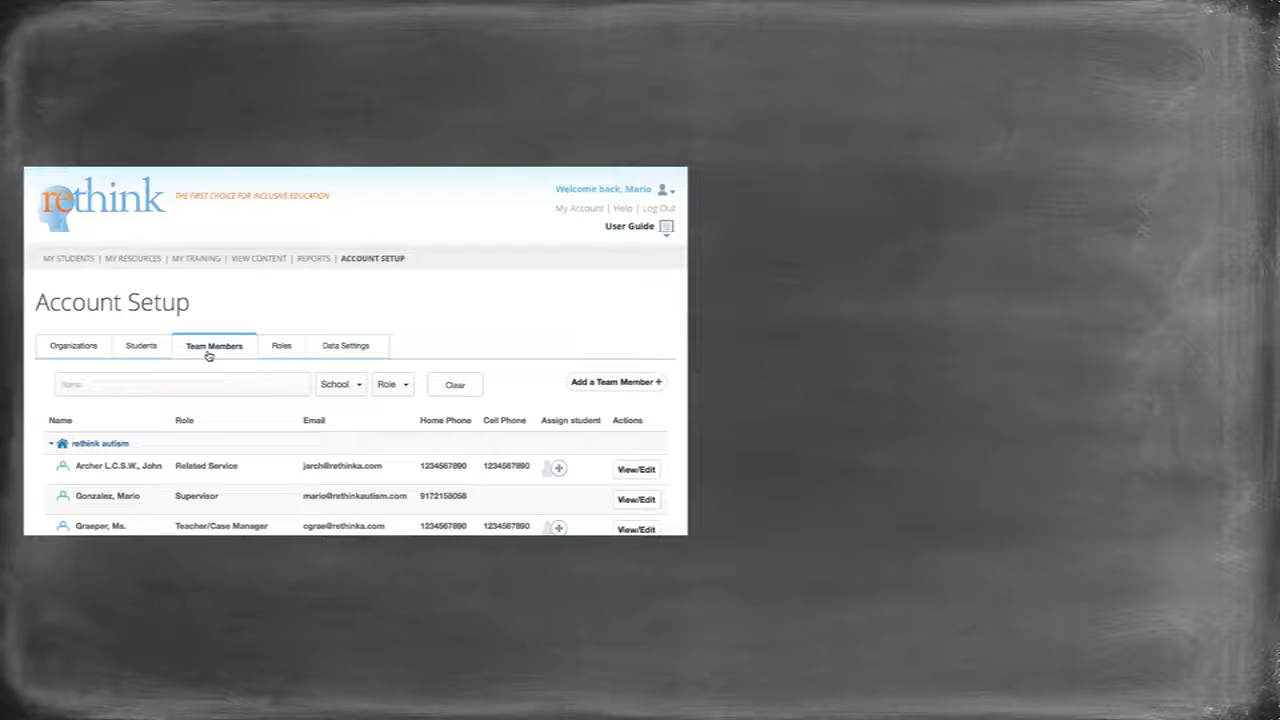 rethink THE FIRST CHOICE FOR INCLUSIVE EDUCATION
Welcome back, Mario
My Account | Help | Log Out
User Guide
MY STUDENTS | MY RESOURCES | MY TRAINING | VIEW CONTENT | REPORTS | ACCOUNT SETUP
Account Setup
Organizations Students Team Members Roles Data Settings
Name School Role Clear Add a Team Member +
Name Role Email Home Phone Cell Phone Assign student Actions
rethink autism
Archer L.C.S.W., John Related Service jarch@rethinka.com 1234567890 1234567890 View/Edit
Gonzalez, Mario Supervisor mario@rethinkautism.com 9172158058 View/Edit
Graeper, Ms. Teacher/Case Manager cgrae@rethinka.com 1234567890 1234567890 View/Edit